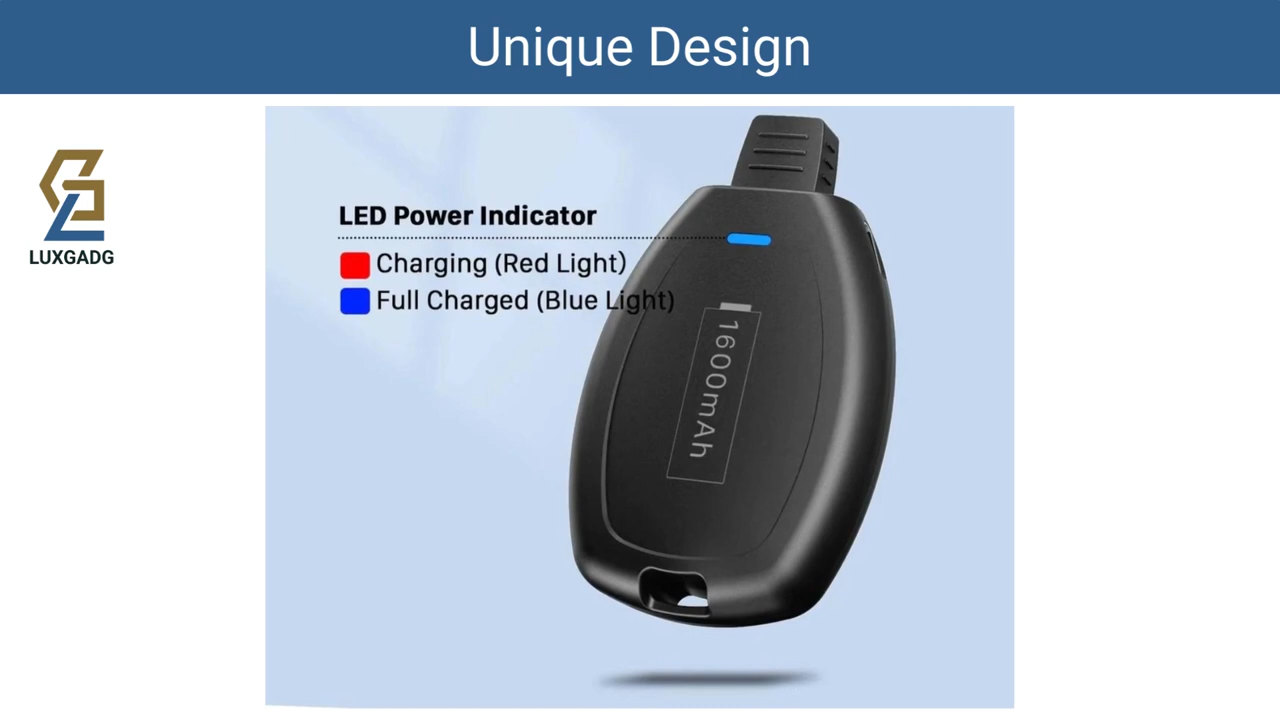 Unique Design
LUXGADG
LED Power Indicator
Charging (Red Light)
Full Charged (Blue Light)
1600mAh